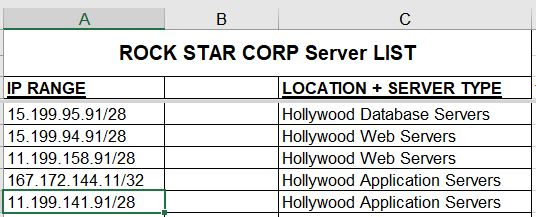 A B C
ROCK STAR CORP Server LIST
IP RANGE LOCATION + SERVER TYPE
15.199.95.91/28 Hollywood Database Servers
15.199.94.91/28 Hollywood Web Servers
11.199.158.91/28 Hollywood Web Servers
167.172.144.11/32 Hollywood Application Servers
11.199.141.91/28 Hollywood Application Servers